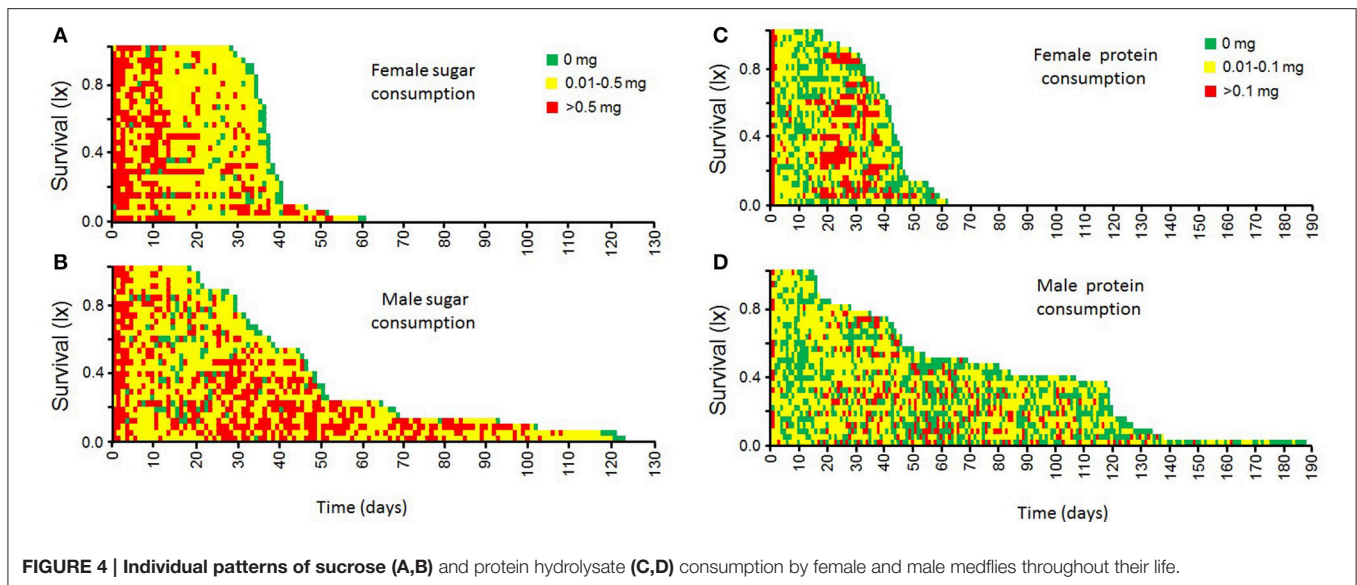 A
Survival (lx)
0.8
0.4
0.0
Female sugar
consumption
0 mg
0.01-0.5 mg
>0.5 mg
0 10 20 30 40 50 60 70 80 90 100 110 120 130
B
Survival (lx)
0.8
0.4
0.0
Male sugar
consumption
0 10 20 30 40 50 60 70 80 90 100 110 120 130
Time (days)
C
Survival (lx)
0.8
0.4
0.0
Female protein
consumption
0 mg
0.01-0.1 mg
>0.1 mg
0 10 20 30 40 50 60 70 80 90 100 110 120 130 140 150 160 170 180 190
D
Survival (lx)
0.8
0.4
0.0
Male protein
consumption
0 10 20 30 40 50 60 70 80 90 100 110 120 130 140 150 160 170 180 190
Time (days)
FIGURE 4 | Individual patterns of sucrose (A,B) and protein hydrolysate (C,D) consumption by female and male medflies throughout their life.